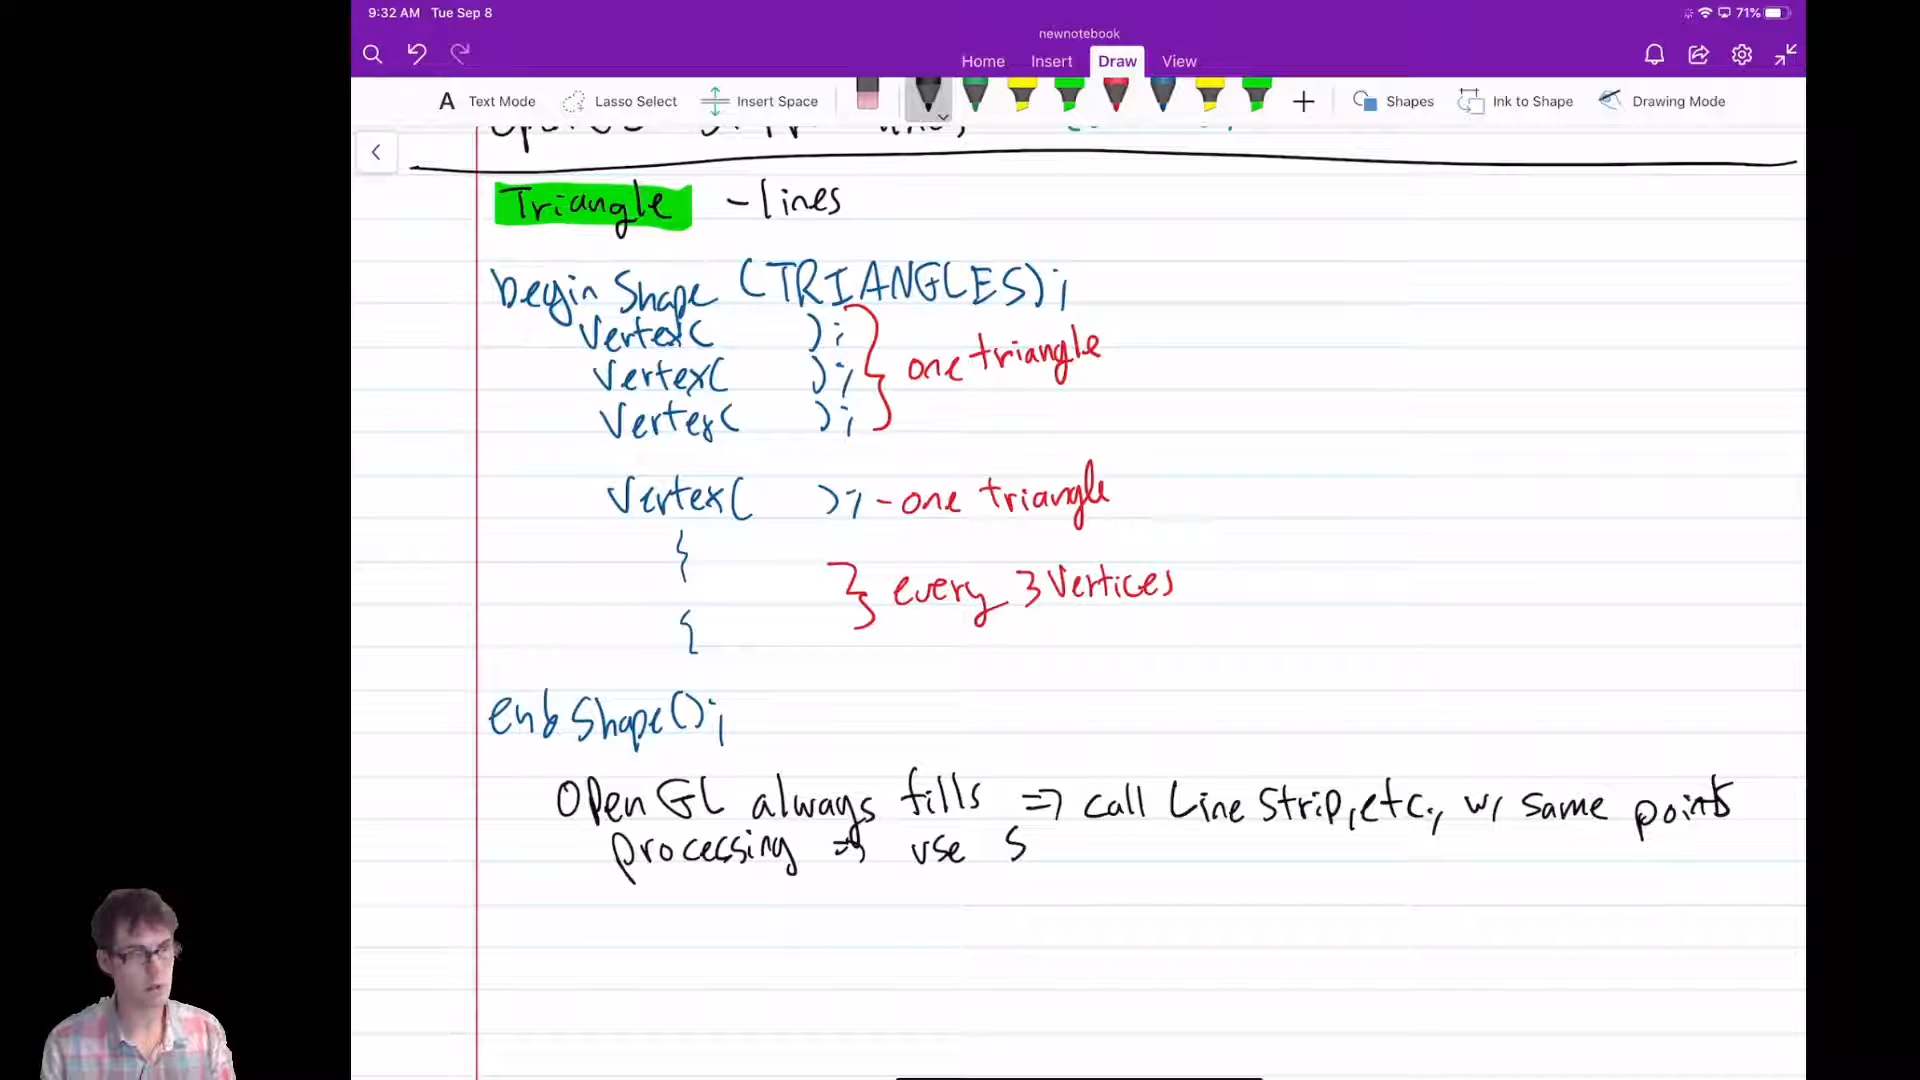 9:32 AM Tue Sep 8
71%
newnotebook
Home Insert Draw View
Text Mode Lasso Select Insert Space Shapes Ink to Shape Drawing Mode
Triangle - lines
begin Shape (TRIANGLES);
Vertex( );
Vertex( ); } one triangle
Vertex( );
Vertex( ); - one triangle
} every 3 Vertices
endShape();
OpenGL always fills => call Line Strip, etc., w/ same points
processing => use S